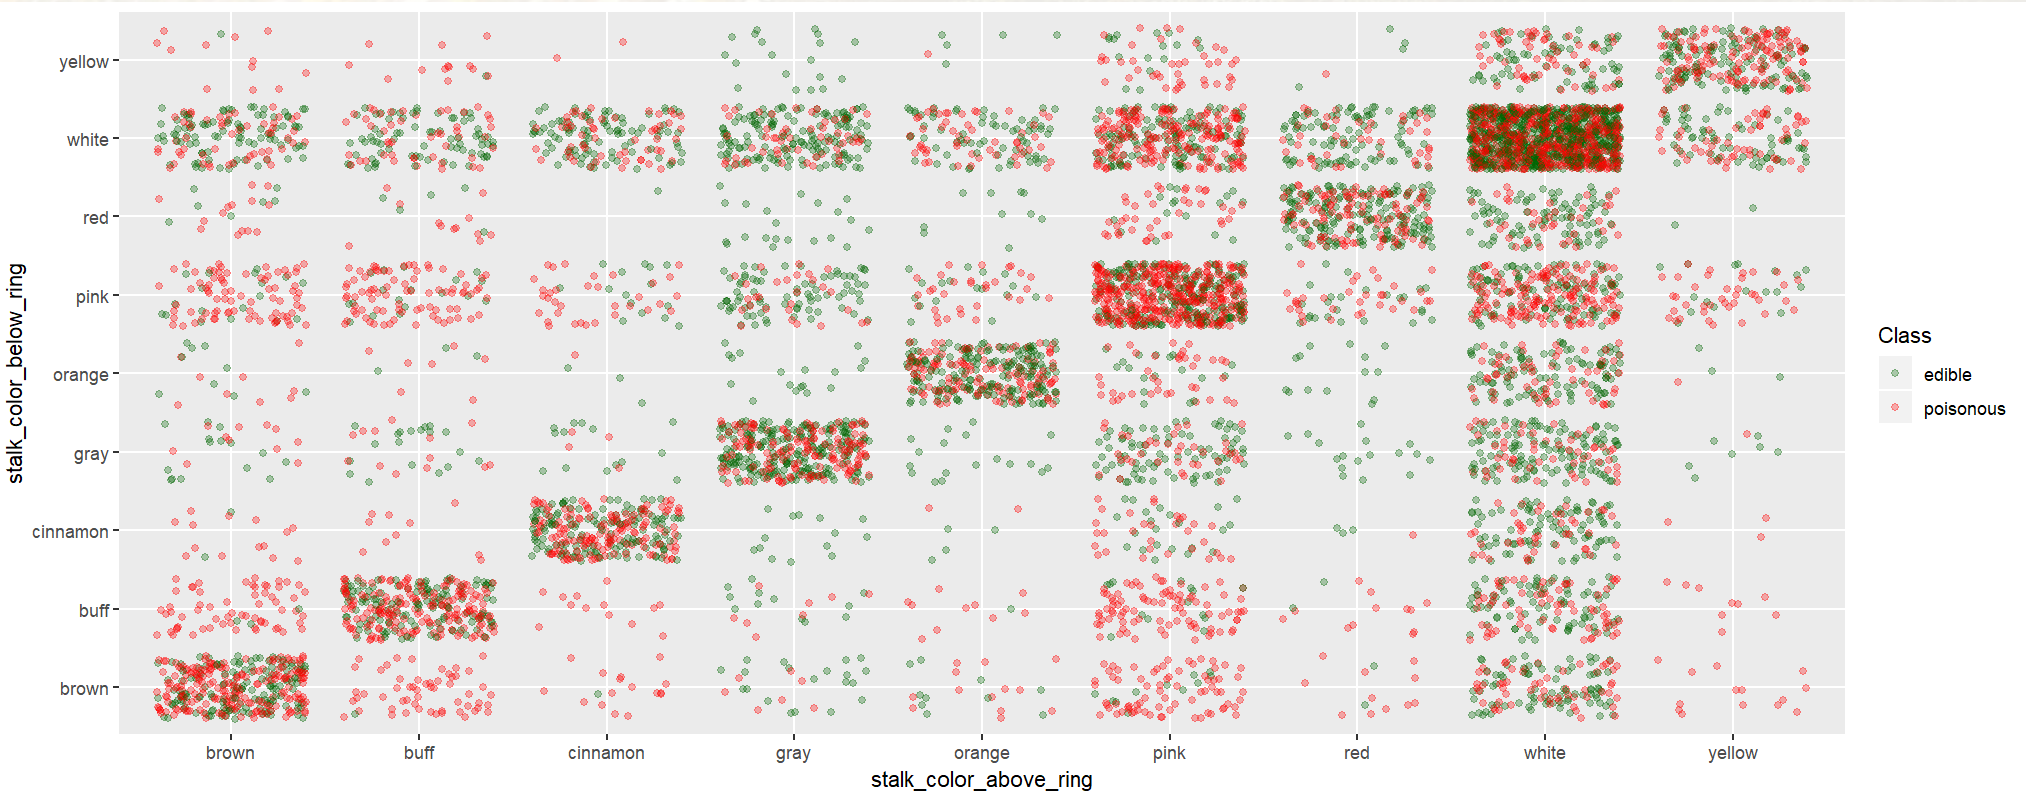 yellow
white
red
pink
orange
gray
cinnamon
buff
brown
stalk_color_below_ring
brown buff cinnamon gray orange pink red white yellow
stalk_color_above_ring
Class
edible
poisonous